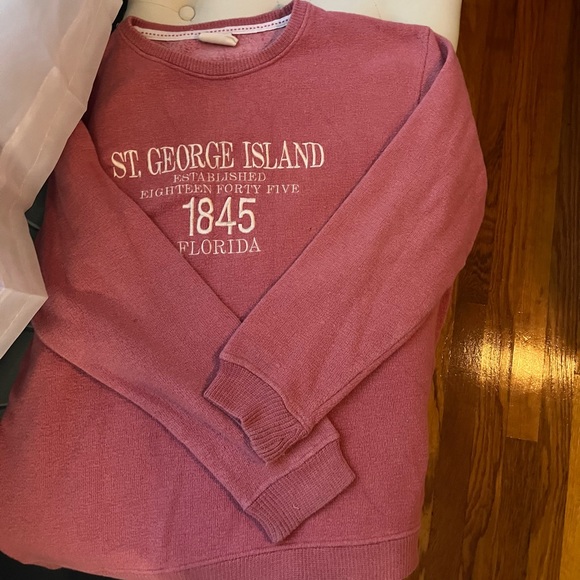 ST. GEORGE ISLAND
ESTABLISHED
EIGHTEEN FORTY FIVE
1845
FLORIDA